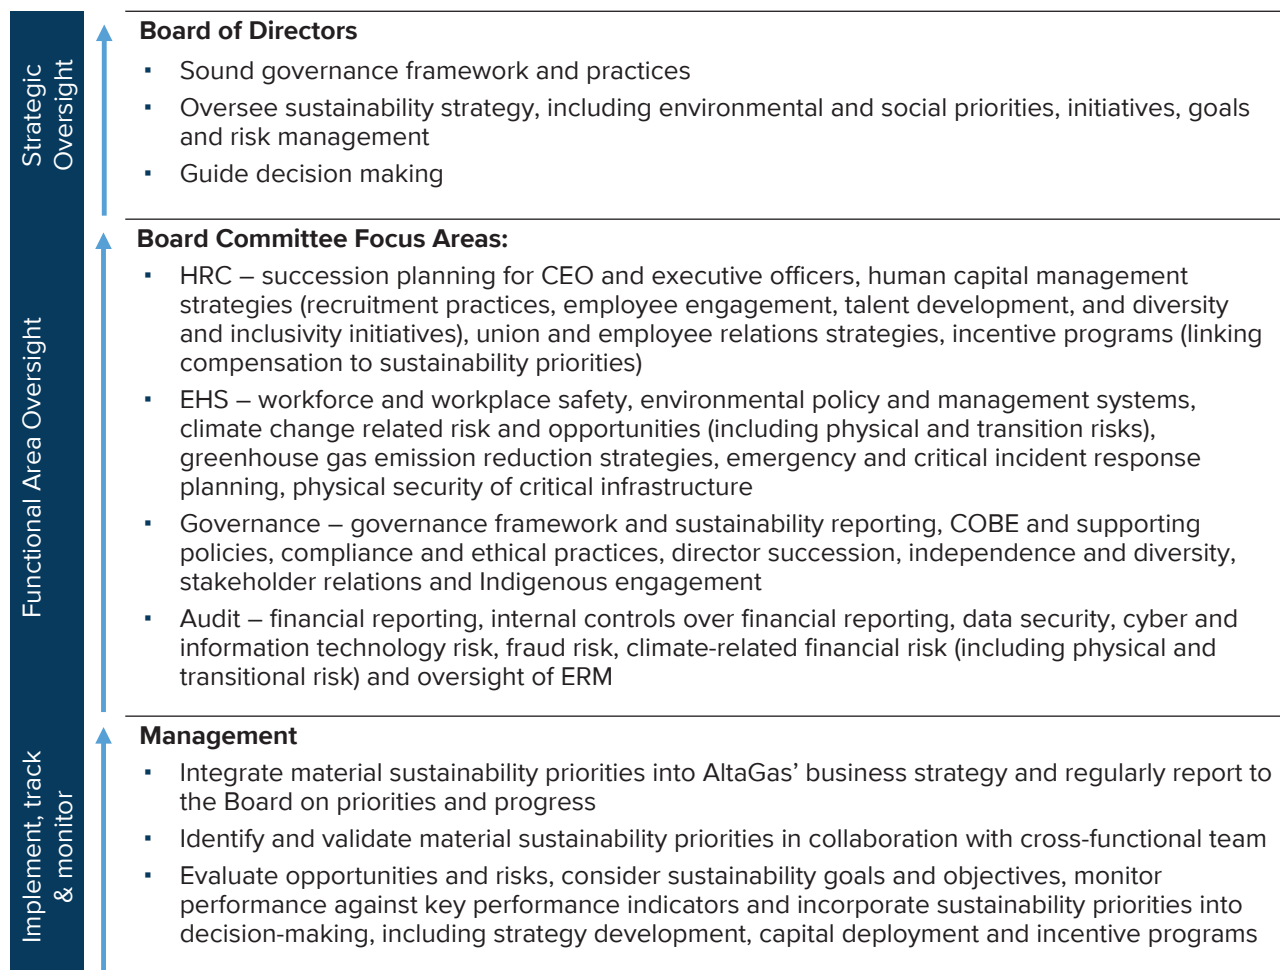 Strategic
Oversight
Board of Directors
▪ Sound governance framework and practices
▪ Oversee sustainability strategy, including environmental and social priorities, initiatives, goals
and risk management
▪ Guide decision making
Functional Area Oversight
Board Committee Focus Areas:
▪ HRC – succession planning for CEO and executive officers, human capital management
strategies (recruitment practices, employee engagement, talent development, and diversity
and inclusivity initiatives), union and employee relations strategies, incentive programs (linking
compensation to sustainability priorities)
▪ EHS – workforce and workplace safety, environmental policy and management systems,
climate change related risk and opportunities (including physical and transition risks),
greenhouse gas emission reduction strategies, emergency and critical incident response
planning, physical security of critical infrastructure
▪ Governance – governance framework and sustainability reporting, COBE and supporting
policies, compliance and ethical practices, director succession, independence and diversity,
stakeholder relations and Indigenous engagement
▪ Audit – financial reporting, internal controls over financial reporting, data security, cyber and
information technology risk, fraud risk, climate-related financial risk (including physical and
transitional risk) and oversight of ERM
Implement, track
& monitor
Management
▪ Integrate material sustainability priorities into AltaGas’ business strategy and regularly report to
the Board on priorities and progress
▪ Identify and validate material sustainability priorities in collaboration with cross-functional team
▪ Evaluate opportunities and risks, consider sustainability goals and objectives, monitor
performance against key performance indicators and incorporate sustainability priorities into
decision-making, including strategy development, capital deployment and incentive programs